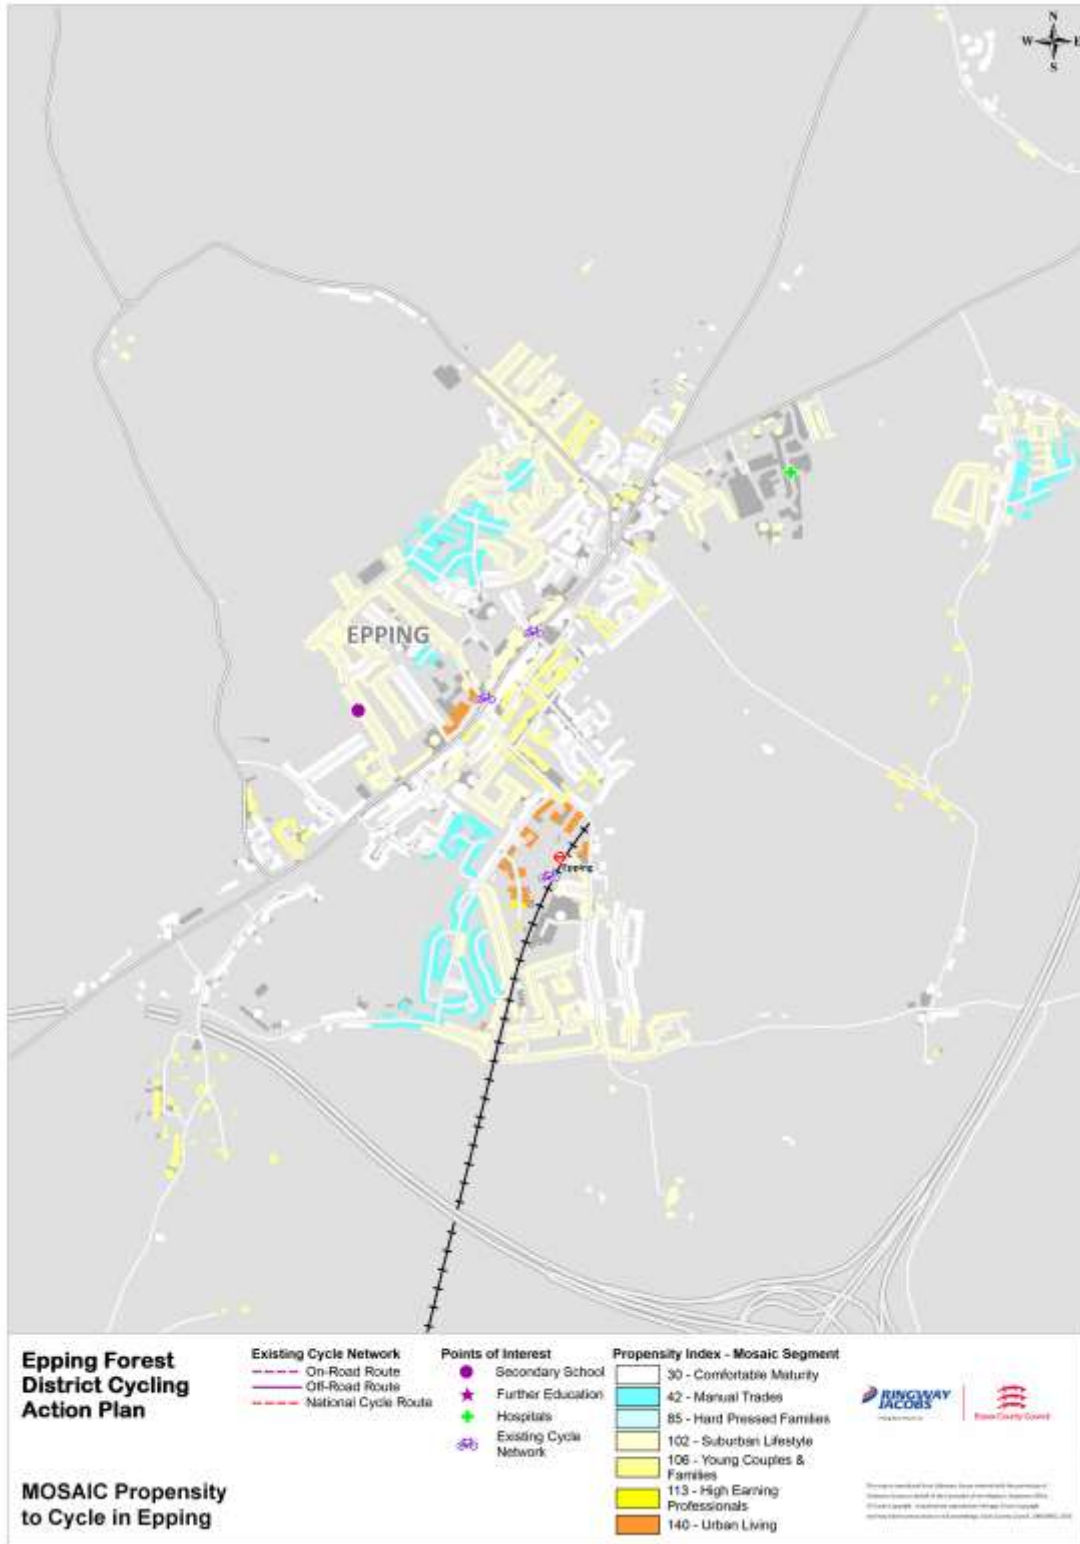 N
W E
S
EPPING
Epping
Epping Forest
District Cycling
Action Plan
MOSAIC Propensity
to Cycle in Epping
Existing Cycle Network
On-Road Route
Off-Road Route
National Cycle Route
Points of Interest
Secondary School
Further Education
Hospitals
Existing Cycle
Network
Propensity Index - Mosaic Segment
30 - Comfortable Maturity
42 - Manual Trades
85 - Hard Pressed Families
102 - Suburban Lifestyle
106 - Young Couples &
Families
113 - High Earning
Professionals
140 - Urban Living
RINGWAY
JACOBS
Essex County Council